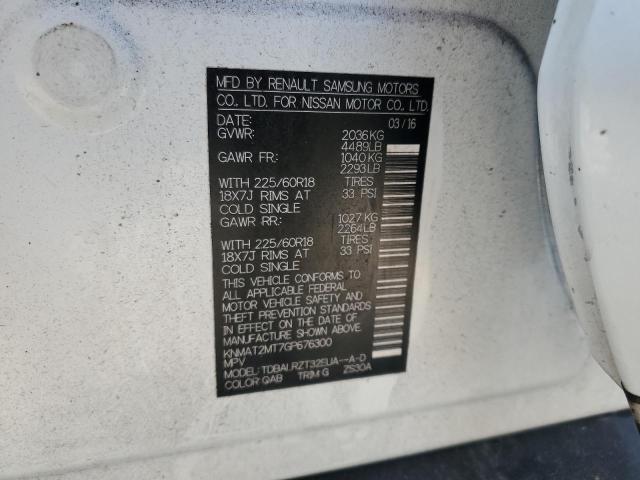 MFD BY RENAULT SAMSUNG MOTORS
CO., LTD. FOR NISSAN MOTOR CO., LTD.
DATE: 03/16
GVWR: 2036KG
4489LB
GAWR FR: 1040KG
2293LB
WITH 225/60R18 TIRES
18X7J RIMS AT 33 PSI
COLD SINGLE
GAWR RR: 1027 KG
2264LB
WITH 225/60R18 TIRES
18X7J RIMS AT 33 PSI
COLD SINGLE
THIS VEHICLE CONFORMS TO
ALL APPLICABLE FEDERAL
MOTOR VEHICLE SAFETY AND
THEFT PREVENTION STANDARDS
IN EFFECT ON THE DATE OF
MANUFACTURE SHOWN ABOVE.
KNMAT2MT7GP676300
MPV
MODEL: TDBALRZT32EUA--A-D
COLOR: QAB TRIM: G ZS30A